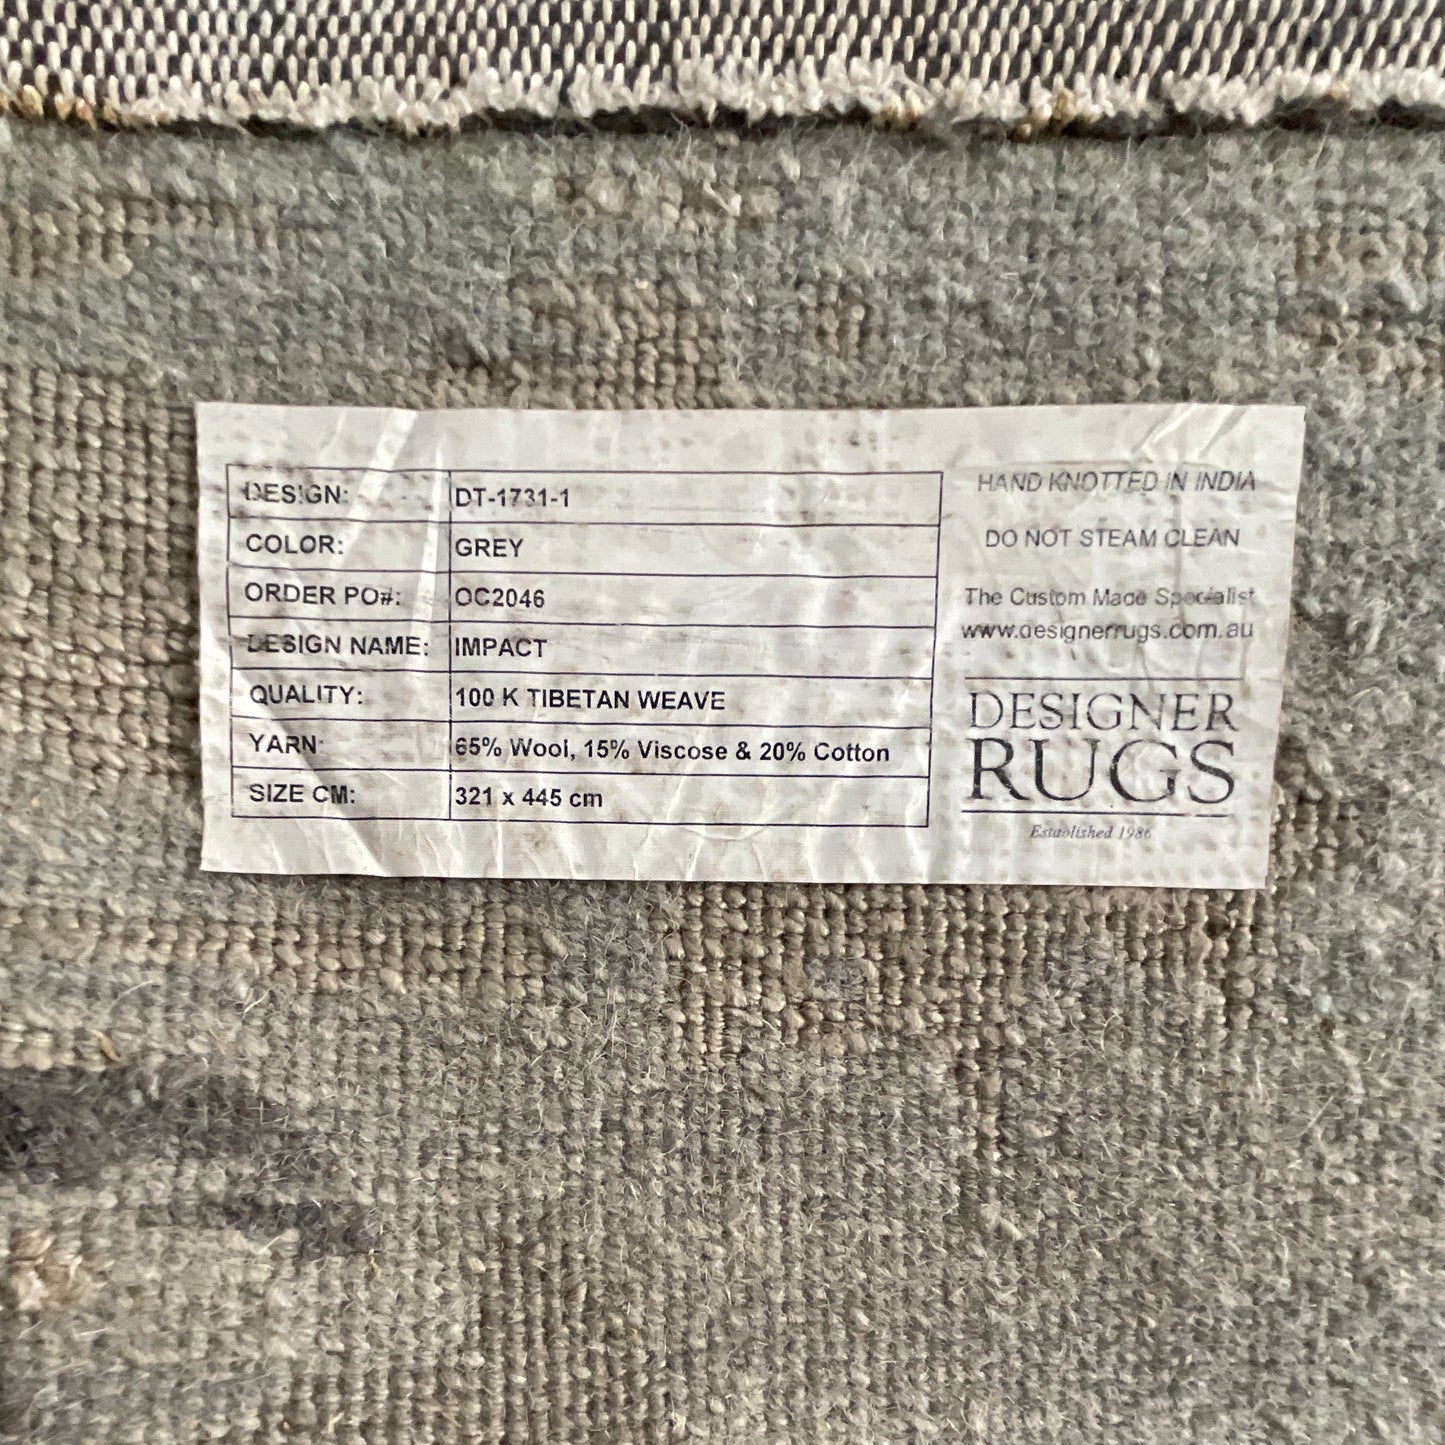 DESIGN: DT-1731-1
COLOR: GREY
ORDER PO#: OC2046
DESIGN NAME: IMPACT
QUALITY: 100 K TIBETAN WEAVE
YARN: 65% Wool, 15% Viscose & 20% Cotton
SIZE CM: 321 x 445 cm
HAND KNOTTED IN INDIA
DO NOT STEAM CLEAN
The Custom Made Specialist
www.designerrugs.com.au
DESIGNER
RUGS
Established 1986